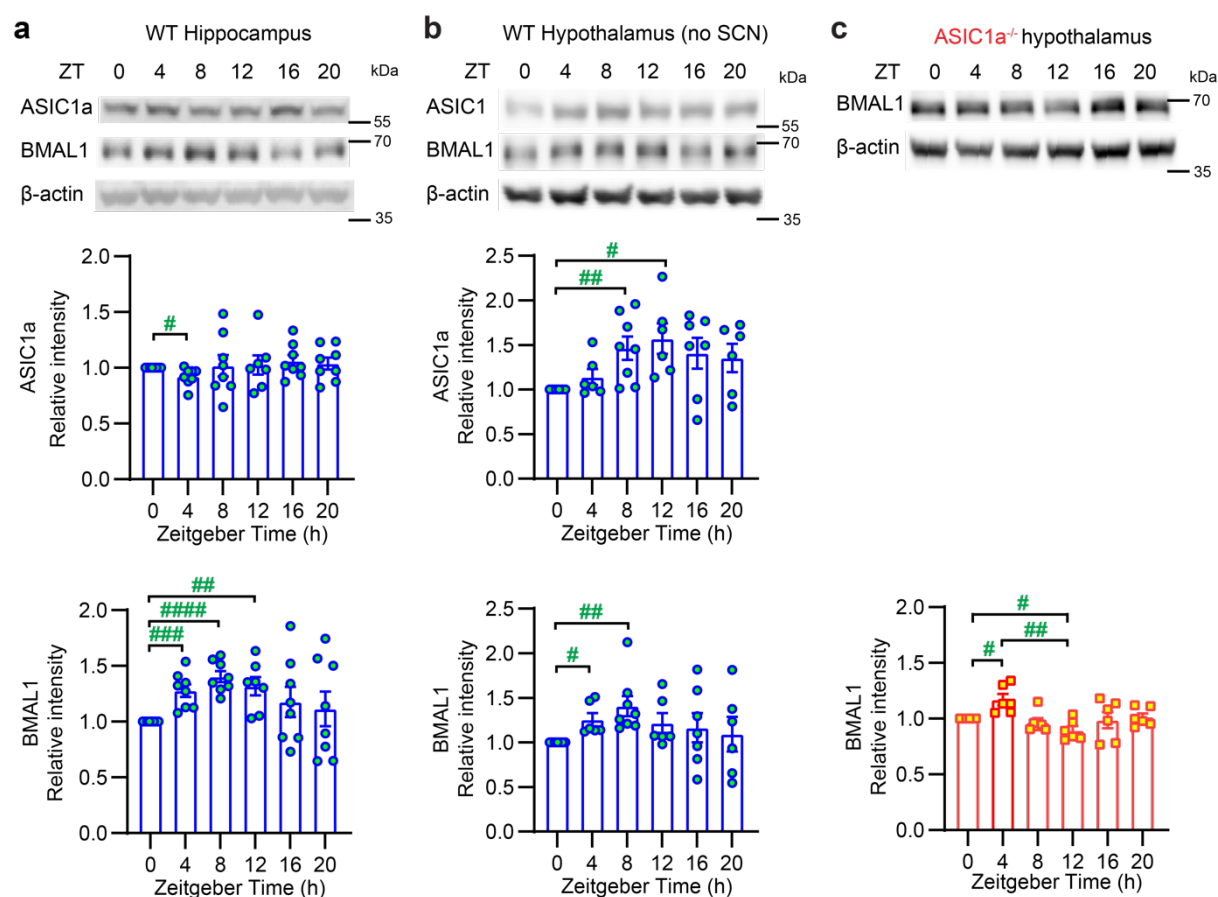 a
WT Hippocampus
ZT 0 4 8 12 16 20 kDa
ASIC1a
55
BMAL1
70
β-actin
35
2.0
1.5
1.0
0.5
0.0
#
ASIC1a
Relative intensity
0 4 8 12 16 20
Zeitgeber Time (h)
2.0
1.5
1.0
0.5
0.0
##
####
###
BMAL1
Relative intensity
0 4 8 12 16 20
Zeitgeber Time (h)
b
WT Hypothalamus (no SCN)
ZT 0 4 8 12 16 20 kDa
ASIC1
55
BMAL1
70
β-actin
35
2.5
2.0
1.5
1.0
0.5
0.0
#
##
ASIC1a
Relative intensity
0 4 8 12 16 20
Zeitgeber Time (h)
2.5
2.0
1.5
1.0
0.5
0.0
##
#
BMAL1
Relative intensity
0 4 8 12 16 20
Zeitgeber Time (h)
c
ASIC1a-/- hypothalamus
ZT 0 4 8 12 16 20 kDa
BMAL1
70
β-actin
35
2.0
1.5
1.0
0.5
0.0
#
##
#
BMAL1
Relative intensity
0 4 8 12 16 20
Zeitgeber Time (h)